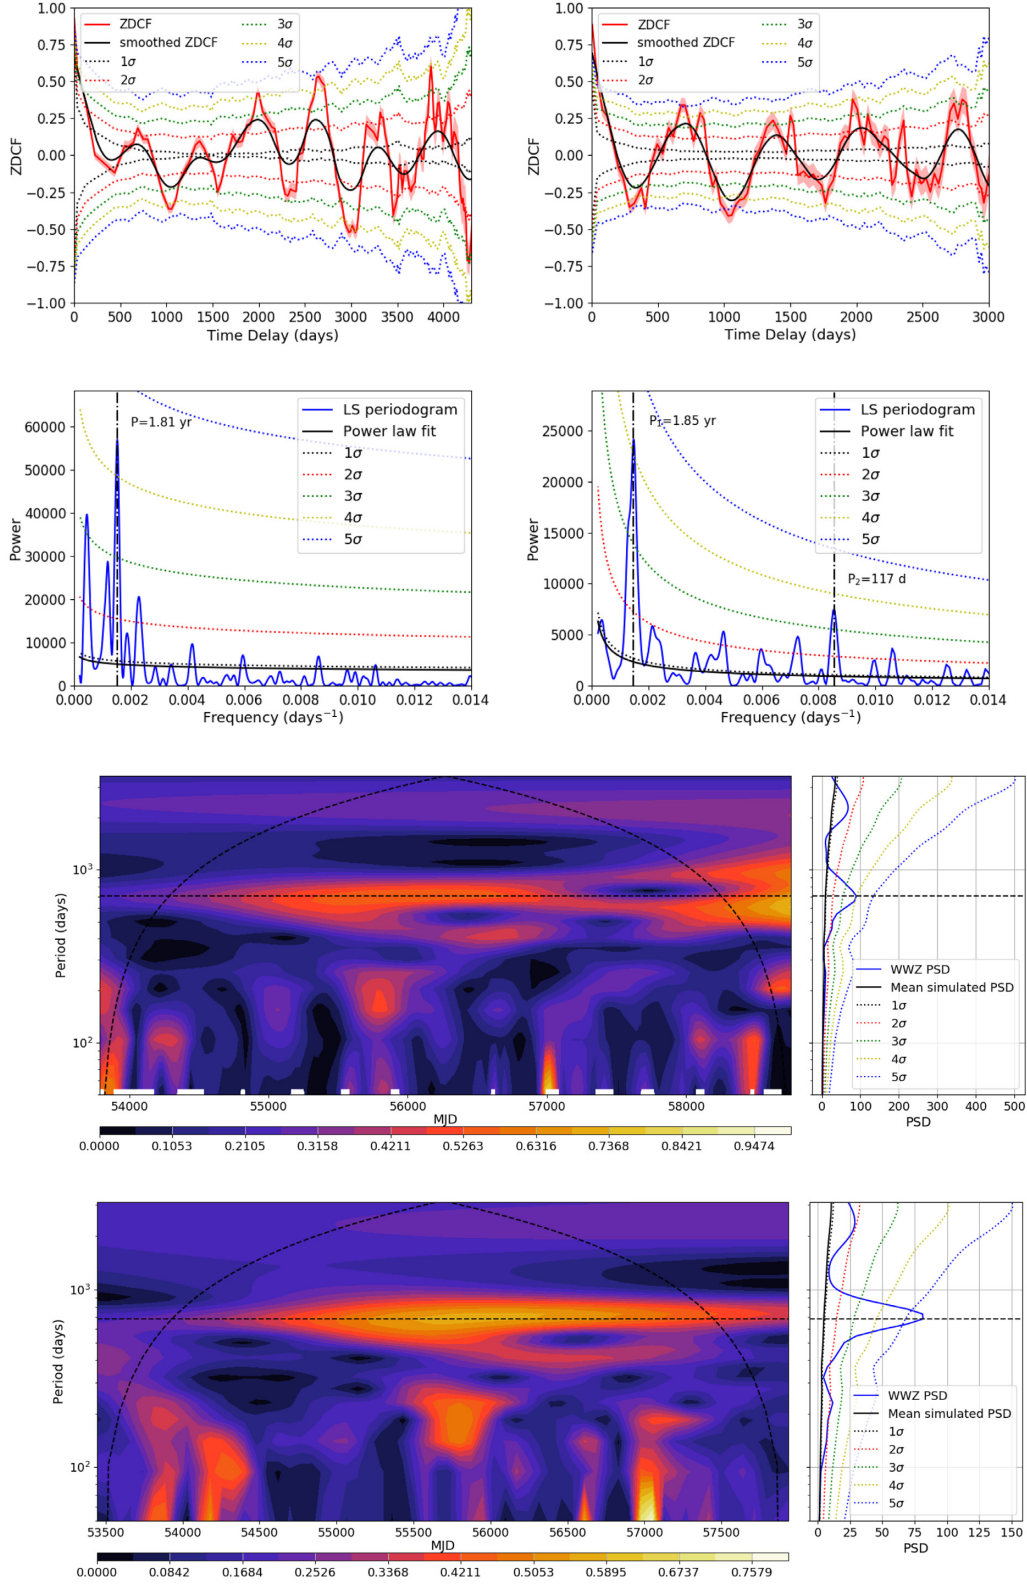 1.00
0.75
0.50
0.25
0.00
−0.25
−0.50
−0.75
−1.00
ZDCF
ZDCF
smoothed ZDCF
1σ
2σ
3σ
4σ
5σ
0 500 1000 1500 2000 2500 3000 3500 4000
Time Delay (days)
1.00
0.75
0.50
0.25
0.00
−0.25
−0.50
−0.75
−1.00
ZDCF
ZDCF
smoothed ZDCF
1σ
2σ
3σ
4σ
5σ
0 500 1000 1500 2000 2500 3000
Time Delay (days)
60000
50000
40000
30000
20000
10000
0
Power
P=1.81 yr
LS periodogram
Power law fit
1σ
2σ
3σ
4σ
5σ
0.000 0.002 0.004 0.006 0.008 0.010 0.012 0.014
Frequency (days⁻¹)
25000
20000
15000
10000
5000
0
Power
P₁=1.85 yr
LS periodogram
Power law fit
1σ
2σ
3σ
4σ
5σ
P₂=117 d
0.000 0.002 0.004 0.006 0.008 0.010 0.012 0.014
Frequency (days⁻¹)
10³
10²
Period (days)
54000 55000 56000 57000 58000
MJD
0.0000 0.1053 0.2105 0.3158 0.4211 0.5263 0.6316 0.7368 0.8421 0.9474
WWZ PSD
Mean simulated PSD
1σ
2σ
3σ
4σ
5σ
0 100 200 300 400 500
PSD
10³
10²
Period (days)
53500 54000 54500 55000 55500 56000 56500 57000 57500
MJD
0.0000 0.0842 0.1684 0.2526 0.3368 0.4211 0.5053 0.5895 0.6737 0.7579
WWZ PSD
Mean simulated PSD
1σ
2σ
3σ
4σ
5σ
0 25 50 75 100 125 150
PSD